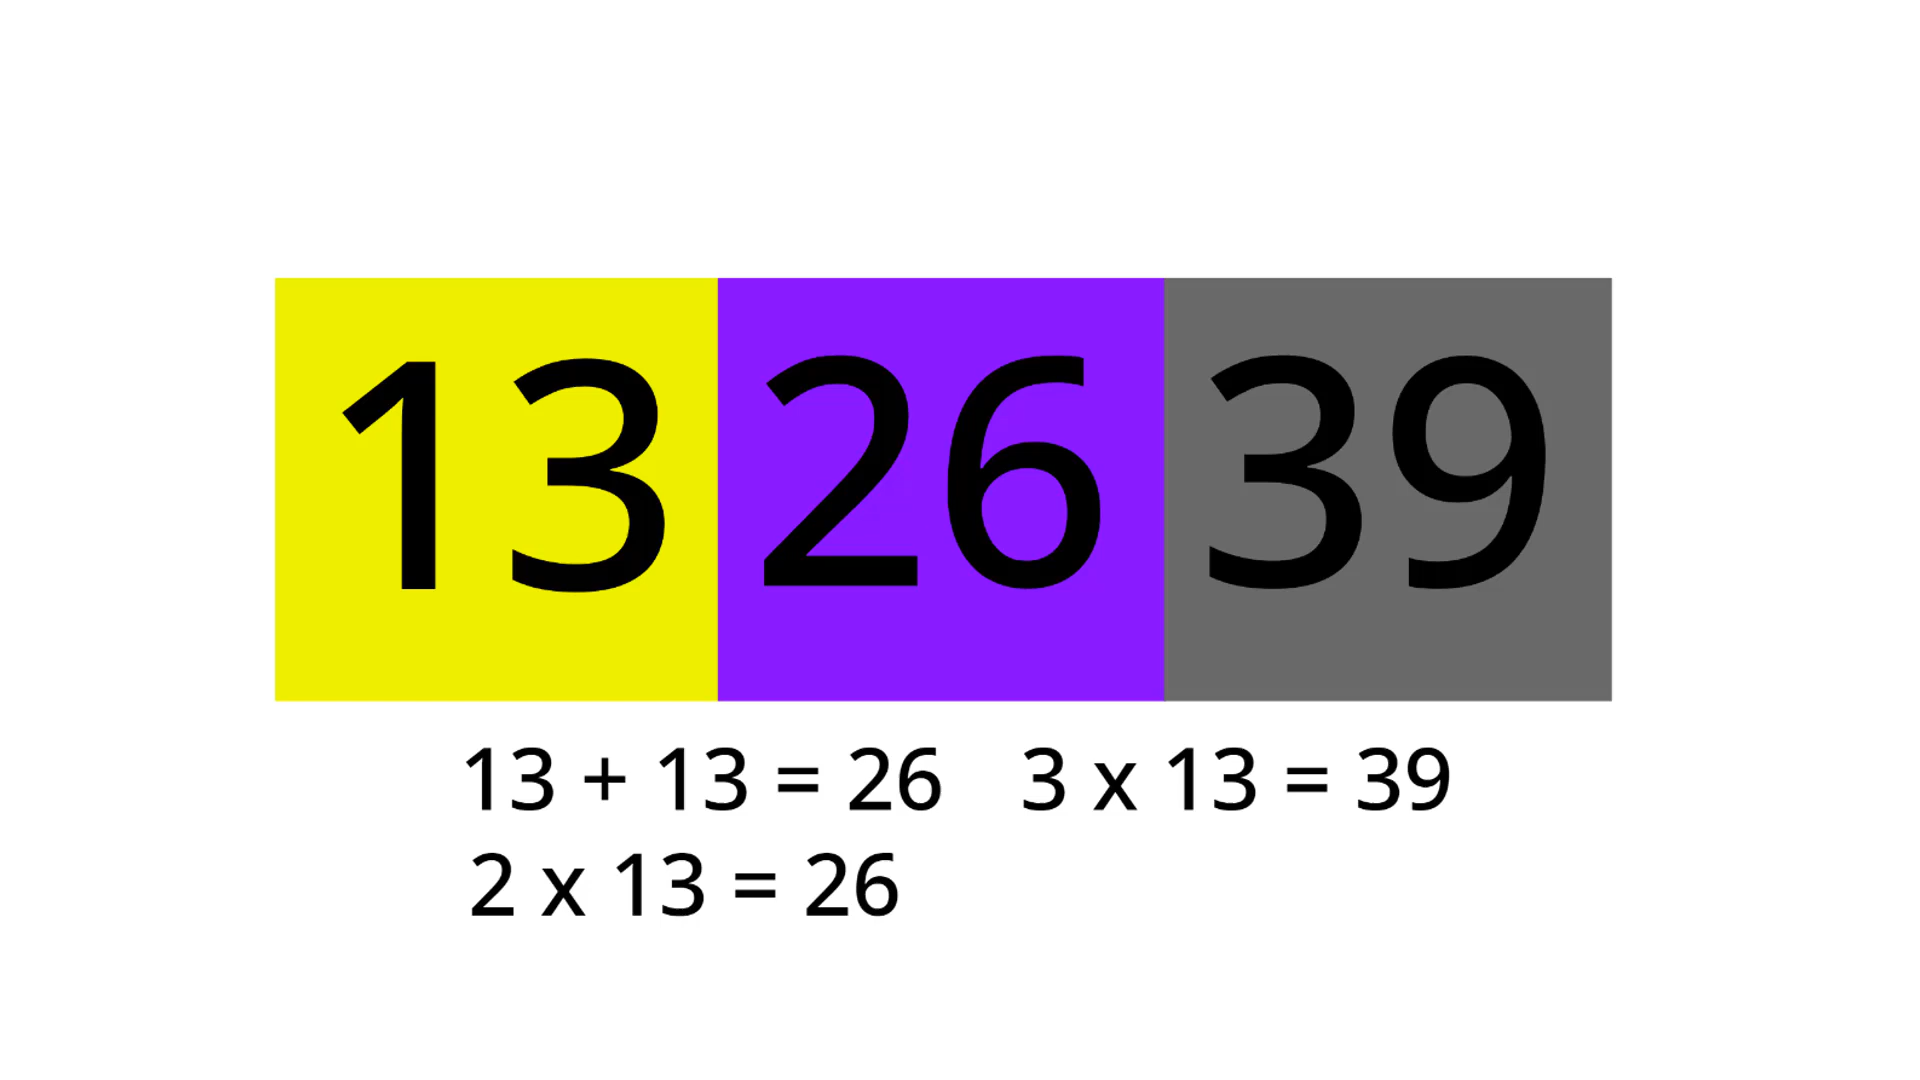 13 26 39
13 + 13 = 26 3 x 13 = 39
2 x 13 = 26